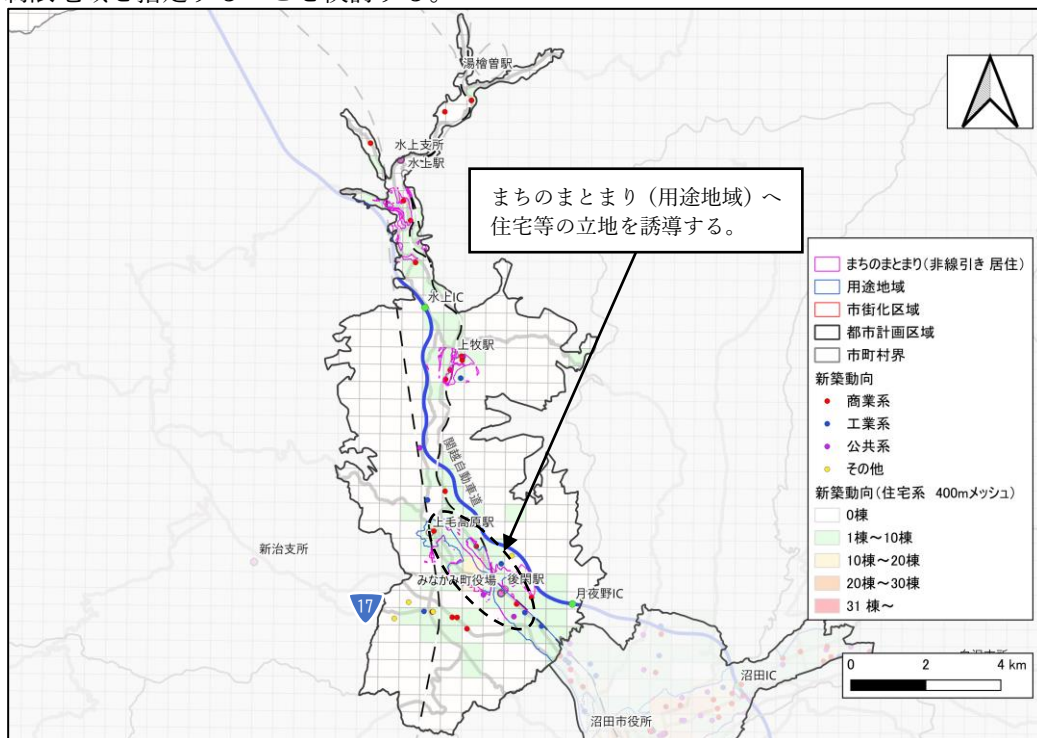 湯檜曽駅
水上支所
水上駅
まちのまとまり（用途地域）へ
住宅等の立地を誘導する。
水上IC
上牧駅
関越自動車道
上毛高原駅
新治支所
みなかみ町役場
後閑駅
17
月夜野IC
沼田IC
沼田市役所
まちのまとまり(非線引き 居住)
用途地域
市街化区域
都市計画区域
市町村界
新築動向
商業系
工業系
公共系
その他
新築動向(住宅系 400mメッシュ)
0棟
1棟～10棟
10棟～20棟
20棟～30棟
31 棟～
0 2 4 km